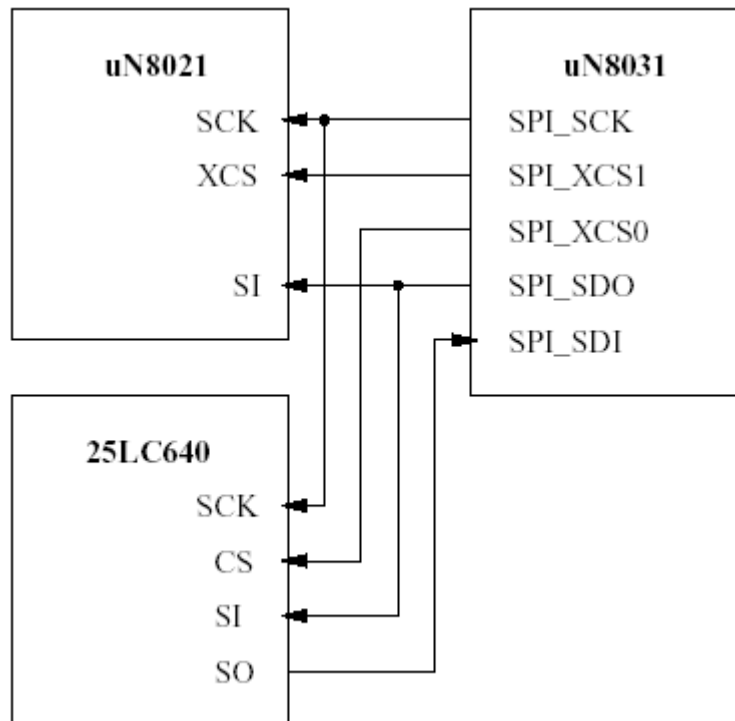 uN8021
SCK
XCS
SI
uN8031
SPI_SCK
SPI_XCS1
SPI_XCS0
SPI_SDO
SPI_SDI
25LC640
SCK
CS
SI
SO